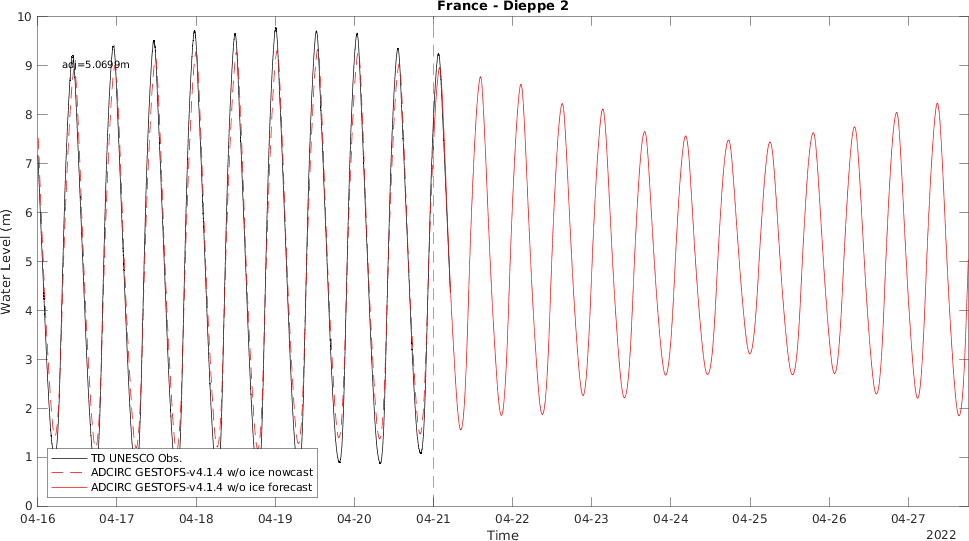 France - Dieppe 2
10
9
8
7
6
5
4
3
2
1
0
Water Level (m)
adj=5.0699m
TD UNESCO Obs.
ADCIRC GESTOFS-v4.1.4 w/o ice nowcast
ADCIRC GESTOFS-v4.1.4 w/o ice forecast
04-16 04-17 04-18 04-19 04-20 04-21 04-22 04-23 04-24 04-25 04-26 04-27
Time
2022